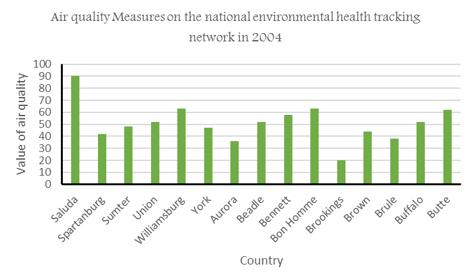 Air quality Measures on the national environmental health tracking
network in 2004
Value of air quality
100
90
80
70
60
50
40
30
20
10
0
Saluda
Spartanburg
Sumter
Union
Williamsburg
York
Aurora
Beadle
Bennett
Bon Homme
Brookings
Brown
Brule
Buffalo
Butte
Country